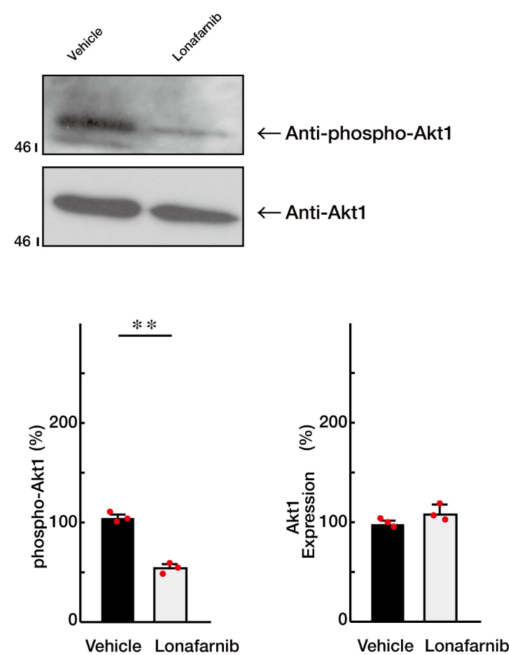 Vehicle Lonafarnib
46
← Anti-phospho-Akt1
← Anti-Akt1
46
**
phospho-Akt1 (%)
200
100
0
Vehicle Lonafarnib
Akt1
Expression (%)
200
100
0
Vehicle Lonafarnib